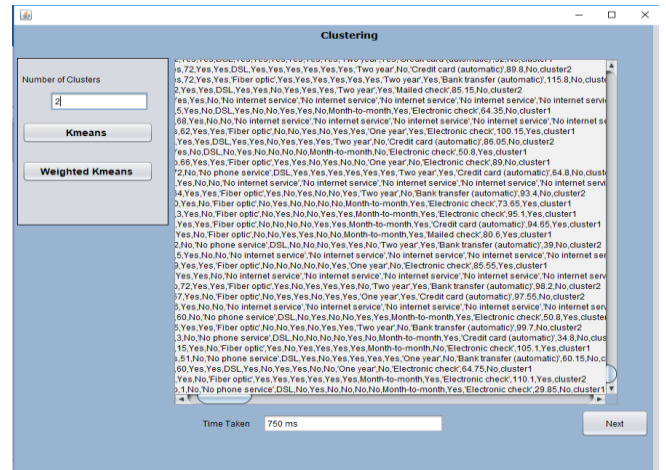 Clustering
Number of Clusters
2
Kmeans
Weighted Kmeans
s,72,Yes,Yes,DSL,Yes,Yes,Yes,Yes,Yes,Yes,'Two year',No,'Credit card (automatic)',89.8,No,cluster2
s,72,Yes,Yes,'Fiber optic',Yes,Yes,Yes,Yes,Yes,Yes,'Two year',Yes,'Bank transfer (automatic)',115.8,No,clust
2,Yes,Yes,DSL,Yes,Yes,Yes,Yes,Yes,Yes,'Two year',Yes,'Mailed check',85.15,No,cluster2
Yes,Yes,No,'No internet service','No internet service','No internet service','No internet service','No internet servi
,5,Yes,No,DSL,Yes,No,No,Yes,Yes,No,Month-to-month,Yes,'Electronic check',64.35,No,cluster1
,68,Yes,No,No,'No internet service','No internet service','No internet service','No internet service','No internet se
s,62,Yes,Yes,'Fiber optic',No,No,Yes,No,Yes,Yes,'One year',Yes,'Electronic check',100.15,Yes,cluster1
,Yes,Yes,DSL,Yes,Yes,Yes,No,Yes,Yes,'Two year',No,'Credit card (automatic)',86.05,No,cluster2
Yes,No,DSL,No,Yes,No,No,No,No,Month-to-month,No,'Electronic check',50.8,Yes,cluster1
o,66,Yes,Yes,'Fiber optic',Yes,Yes,No,Yes,No,No,'One year',No,'Electronic check',89,No,cluster1
72,No,'No phone service',DSL,Yes,Yes,Yes,Yes,Yes,Yes,'Two year',Yes,'Credit card (automatic)',64.8,No,clust
,Yes,No,No,'No internet service','No internet service','No internet service','No internet service','No internet servi
54,Yes,Yes,'Fiber optic',No,Yes,Yes,No,Yes,No,'Two year',Yes,'Bank transfer (automatic)',93.4,No,cluster2
0,Yes,No,'Fiber optic',No,Yes,No,No,No,No,Month-to-month,Yes,'Electronic check',73.65,Yes,cluster1
,3,Yes,Yes,'Fiber optic',No,Yes,No,No,Yes,Yes,Month-to-month,Yes,'Electronic check',95.1,Yes,cluster1
s,Yes,Yes,'Fiber optic',No,No,No,No,Yes,Yes,Month-to-month,Yes,'Credit card (automatic)',94.65,Yes,cluster1
Yes,No,'Fiber optic',No,No,Yes,Yes,No,No,Month-to-month,Yes,'Mailed check',80.6,Yes,cluster1
2,No,'No phone service',DSL,No,No,No,Yes,Yes,No,'Two year',Yes,'Bank transfer (automatic)',39,No,cluster2
,5,Yes,No,No,'No internet service','No internet service','No internet service','No internet service','No internet ser
9,Yes,Yes,'Fiber optic',No,No,No,No,No,Yes,'One year',No,'Electronic check',85.55,Yes,cluster1
Yes,Yes,No,'No internet service','No internet service','No internet service','No internet service','No internet serv
o,72,Yes,Yes,'Fiber optic',Yes,No,Yes,Yes,No,Yes,'Two year',Yes,'Bank transfer (automatic)',98.2,No,cluster2
57,Yes,No,'Fiber optic',Yes,Yes,No,Yes,Yes,Yes,'One year',Yes,'Credit card (automatic)',97.55,No,cluster2
6,Yes,No,No,'No internet service','No internet service','No internet service','No internet service','No internet ser
,60,No,'No phone service',DSL,No,Yes,No,No,Yes,Yes,Month-to-month,Yes,'Electronic check',50.8,Yes,cluste
5,Yes,Yes,'Fiber optic',No,No,Yes,No,Yes,Yes,'Two year',No,'Bank transfer (automatic)',99.7,No,cluster2
,3,No,'No phone service',DSL,No,No,No,No,Yes,No,Month-to-month,Yes,'Credit card (automatic)',34.8,No,clus
,15,Yes,No,'Fiber optic',Yes,No,Yes,Yes,Yes,Yes,Month-to-month,No,'Electronic check',105.1,Yes,cluster1
s,51,No,'No phone service',DSL,Yes,No,Yes,Yes,Yes,Yes,'One year',No,'Bank transfer (automatic)',60.15,No,c
,60,Yes,Yes,DSL,Yes,Yes,Yes,Yes,No,No,'One year',No,'Electronic check',64.75,No,cluster1
,Yes,No,'Fiber optic',Yes,Yes,Yes,Yes,Yes,Yes,Month-to-month,Yes,'Electronic check',110.1,Yes,cluster2
,1,No,'No phone service',DSL,No,Yes,No,No,No,No,Month-to-month,Yes,'Electronic check',29.85,No,cluster1
Time Taken
750 ms
Next